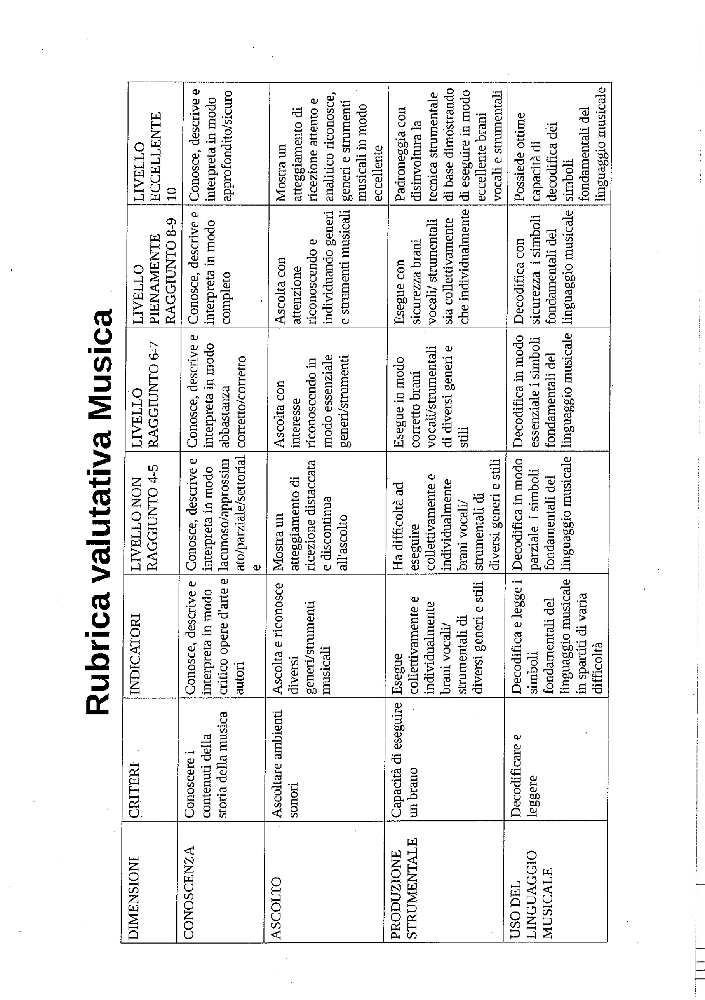 Rubrica valutativa Musica
DIMENSIONI
CRITERI
INDICATORI
LIVELLO NON
RAGGIUNTO 4-5
LIVELLO
RAGGIUNTO 6-7
LIVELLO
PIENAMENTE
RAGGIUNTO 8-9
LIVELLO
ECCELLENTE
10
CONOSCENZA
Conoscere i
contenuti della
storia della musica
Conosce, descrive e
interpreta in modo
critico opere d'arte e
autori
Conosce, descrive e
interpreta in modo
lacunoso/approssim
ato/parziale/settorial
e
Conosce, descrive e
interpreta in modo
abbastanza
corretto/corretto
Conosce, descrive e
interpreta in modo
completo
Conosce, descrive e
interpreta in modo
approfondito/sicuro
ASCOLTO
Ascoltare ambienti
sonori
Ascolta e riconosce
diversi
generi/strumenti
musicali
Mostra un
atteggiamento di
ricezione distaccata
e discontinua
all'ascolto
Ascolta con
interesse
riconoscendo in
modo essenziale
generi/strumenti
Ascolta con
attenzione
riconoscendo e
individuando generi
e strumenti musicali
Mostra un
atteggiamento di
ricezione attento e
analitico riconosce,
generi e strumenti
musicali in modo
eccellente
PRODUZIONE
STRUMENTALE
Capacità di eseguire
un brano
Esegue
collettivamente e
individualmente
brani vocali/
strumentali di
diversi generi e stili
Ha difficoltà ad
eseguire
collettivamente e
individualmente
brani vocali/
strumentali di
diversi generi e stili
Esegue in modo
corretto brani
vocali/strumentali
di diversi generi e
stili
Esegue con
sicurezza brani
vocali/ strumentali
sia collettivamente
che individualmente
Padroneggia con
disinvoltura la
tecnica strumentale
di base dimostrando
di eseguire in modo
eccellente brani
vocali e strumentali
USO DEL
LINGUAGGIO
MUSICALE
Decodificare e
leggere
Decodifica e legge i
simboli
fondamentali del
linguaggio musicale
in spartiti di varia
difficoltà
Decodifica in modo
parziale i simboli
fondamentali del
linguaggio musicale
Decodifica in modo
essenziale i simboli
fondamentali del
linguaggio musicale
Decodifica con
sicurezza i simboli
fondamentali del
linguaggio musicale
Possiede ottime
capacità di
decodifica dei
simboli
fondamentali del
linguaggio musicale